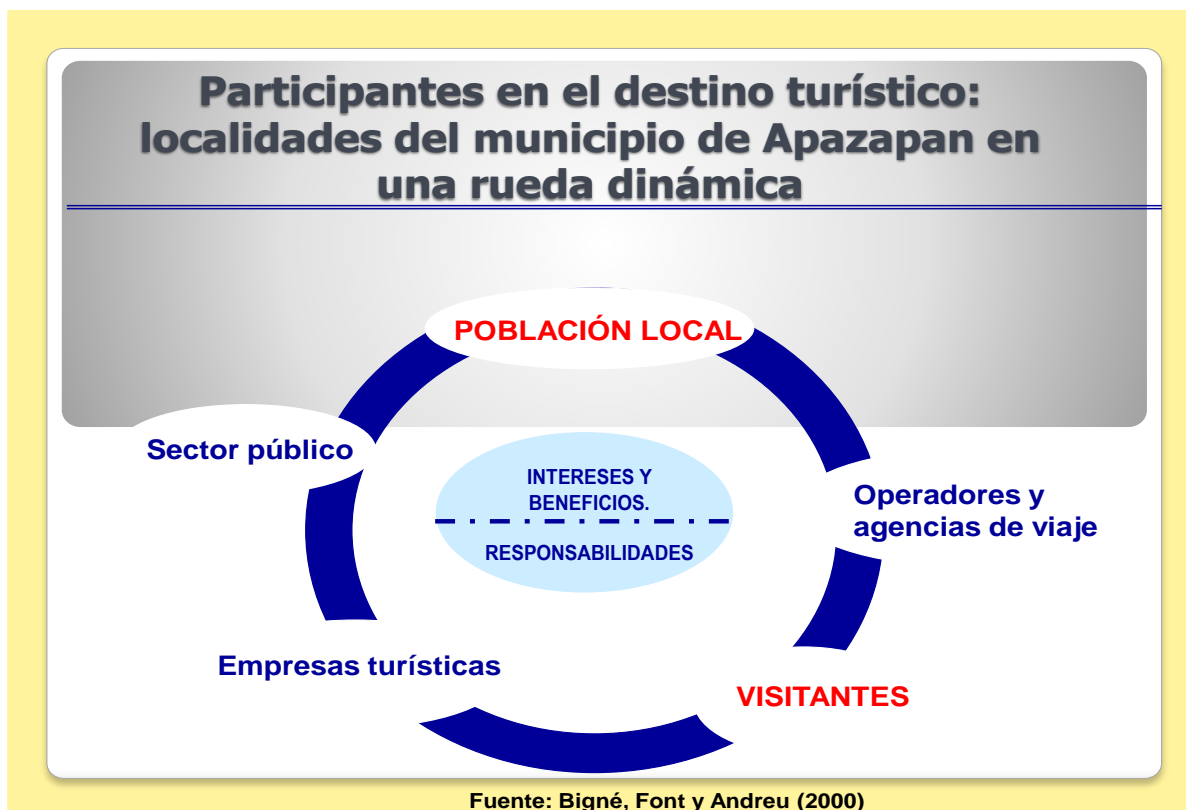 Participantes en el destino turístico:
localidades del municipio de Apazapan en
una rueda dinámica
POBLACIÓN LOCAL
Sector público
INTERESES Y
BENEFICIOS.
RESPONSABILIDADES
Operadores y
agencias de viaje
Empresas turísticas
VISITANTES
Fuente: Bigné, Font y Andreu (2000)